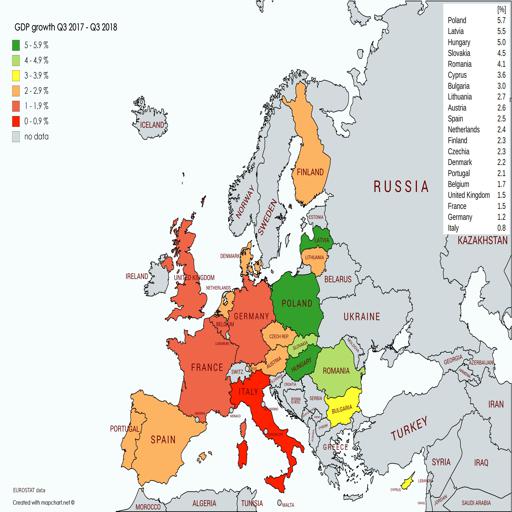 GDP growth Q3 2017 - Q3 2018
5 - 5.9 %
4 - 4.9 %
3 - 3.9 %
2 - 2.9 %
1 - 1.9 %
0 - 0,9 %
no data
[%]
Poland 5.7
Latvia 5.5
Hungary 5.0
Slovakia 4.5
Romania 4.1
Cyprus 3.6
Bulgaria 3.0
Lithuania 2.7
Austria 2.6
Spain 2.5
Netherlands 2.4
Finland 2.3
Czechia 2.3
Denmark 2.2
Portugal 2.1
Belgium 1.7
United Kingdom 1.5
France 1.5
Germany 1.2
Italy 0.8
ICELAND
NORWAY
SWEDEN
FINLAND
RUSSIA
ESTONIA
LATVIA
LITHUANIA
DENMARK
KAZAKHSTAN
IRELAND
UNITED KINGDOM
NETHERLANDS
BELGIUM
GERMANY
POLAND
BELARUS
UKRAINE
CZECH REP.
SLOVAKIA
FRANCE
SWITZ.
AUSTRIA
HUNGARY
ROMANIA
ITALY
CROATIA
SERBIA
BULGARIA
GEORGIA
AZERBAIJAN
PORTUGAL
SPAIN
GREECE
TURKEY
IRAN
SYRIA
IRAQ
CYPRUS
LEBANON
MOROCCO
ALGERIA
TUNISIA
MALTA
JORDAN
SAUDI ARABIA
EUROSTAT data
Created with mapchart.net ©